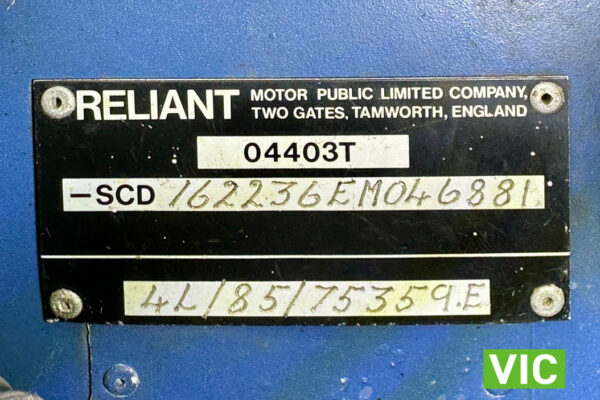 RELIANT MOTOR PUBLIC LIMITED COMPANY,
TWO GATES, TAMWORTH, ENGLAND
04403T
–SCD 162236EM046881
4L/85/75359.E
VIC